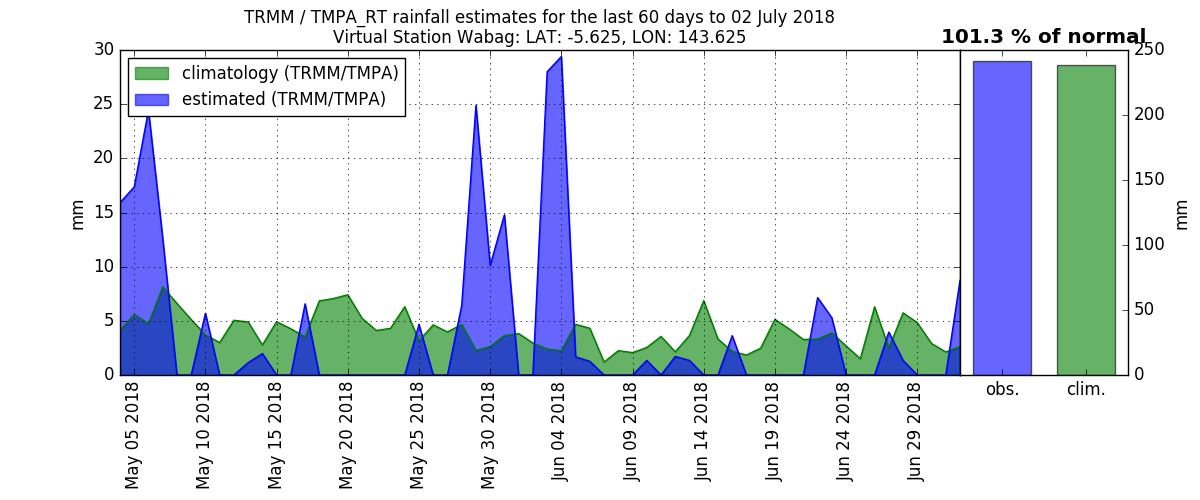 TRMM / TMPA_RT rainfall estimates for the last 60 days to 02 July 2018
Virtual Station Wabag: LAT: -5.625, LON: 143.625
101.3 % of normal
climatology (TRMM/TMPA)
estimated (TRMM/TMPA)
30
25
20
15
10
5
0
mm
May 05 2018
May 10 2018
May 15 2018
May 20 2018
May 25 2018
May 30 2018
Jun 04 2018
Jun 09 2018
Jun 14 2018
Jun 19 2018
Jun 24 2018
Jun 29 2018
obs.
clim.
250
200
150
100
50
0
mm